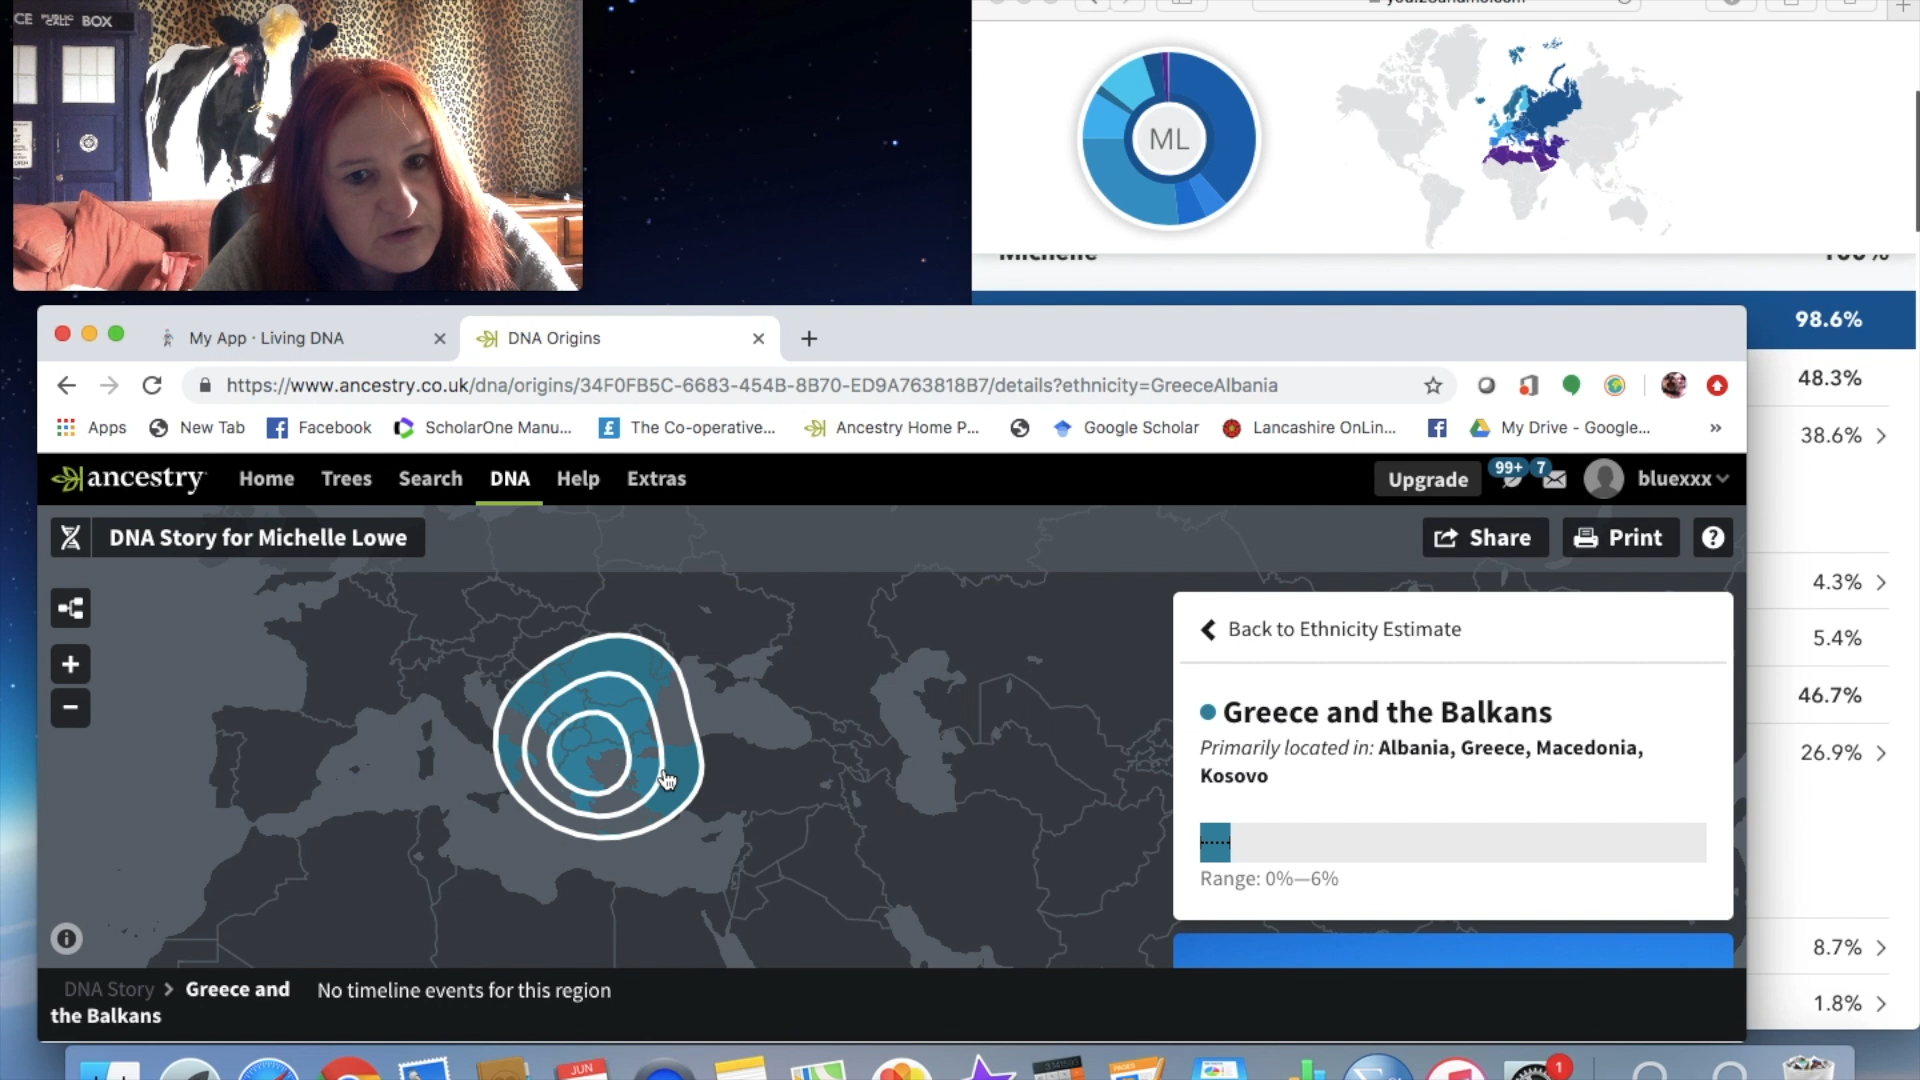 CE PUBLIC CALL BOX
ML
Michelle 100%
98.6%
48.3%
38.6%
4.3%
5.4%
46.7%
26.9%
8.7%
1.8%
My App · Living DNA
DNA Origins
https://www.ancestry.co.uk/dna/origins/34F0FB5C-6683-454B-8B70-ED9A763818B7/details?ethnicity=GreeceAlbania
Apps New Tab Facebook ScholarOne Manu... The Co-operative... Ancestry Home P... Google Scholar Lancashire OnLin... My Drive - Google... »
ancestry Home Trees Search DNA Help Extras Upgrade 99+ 7 bluexxx
DNA Story for Michelle Lowe
Share Print ?
Back to Ethnicity Estimate
Greece and the Balkans
Primarily located in: Albania, Greece, Macedonia,
Kosovo
Range: 0%—6%
DNA Story > Greece and
the Balkans
No timeline events for this region
JUN
PAGES
1